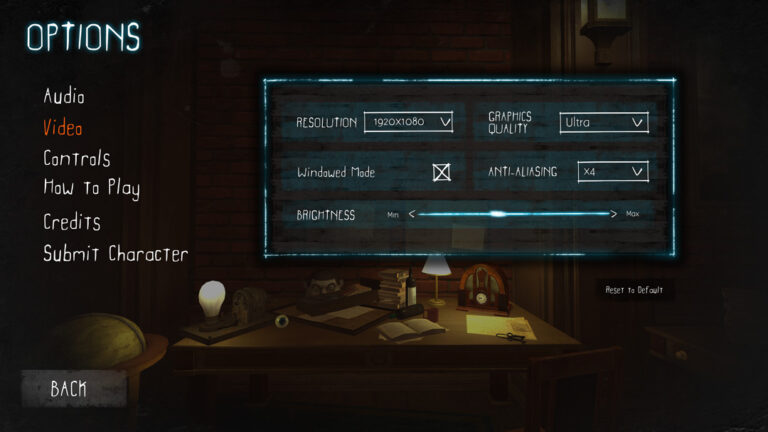 OPTIONS
Audio
Video
Controls
How to Play
Credits
Submit Character
RESOLUTION
1920X1080
GRAPHICS
QUALITY
Ultra
Windowed Mode
ANTI-ALIASING
X4
BRIGHTNESS
Min
Max
Reset to Default
BACK